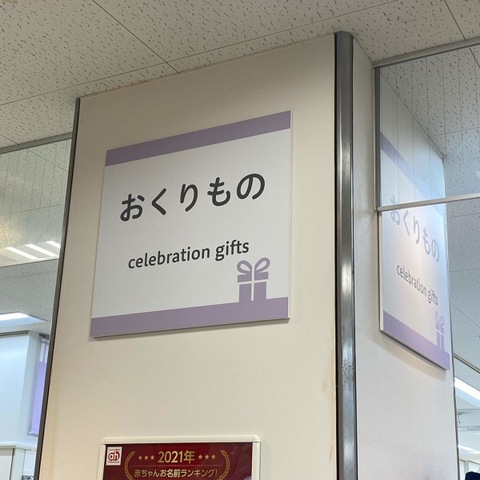 おくりもの
celebration gifts
おくりもの
celebration gifts
2021年
赤ちゃんお名前ランキング!